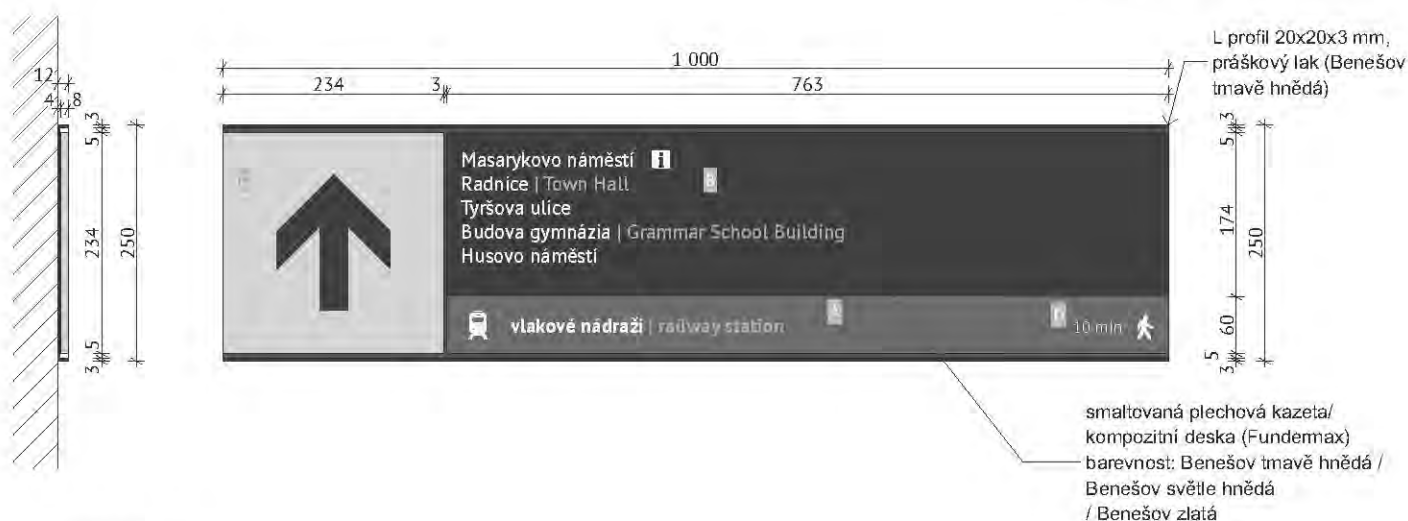 L profil 20x20x3 mm,
práškový lak (Benešov
tmavě hnědá)
1 000
234
3
763
12
4
8
5
3
234
250
3
5
Masarykovo náměstí i
Radnice | Town Hall B
Tyršova ulice
Budova gymnázia | Grammar School Building
Husovo náměstí
vlakové nádraží | railway station
10 min
5
3
174
250
60
5
3
smaltovaná plechová kazeta/
kompozitní deska (Fundermax)
barevnost: Benešov tmavě hnědá /
Benešov světle hnědá
/ Benešov zlatá